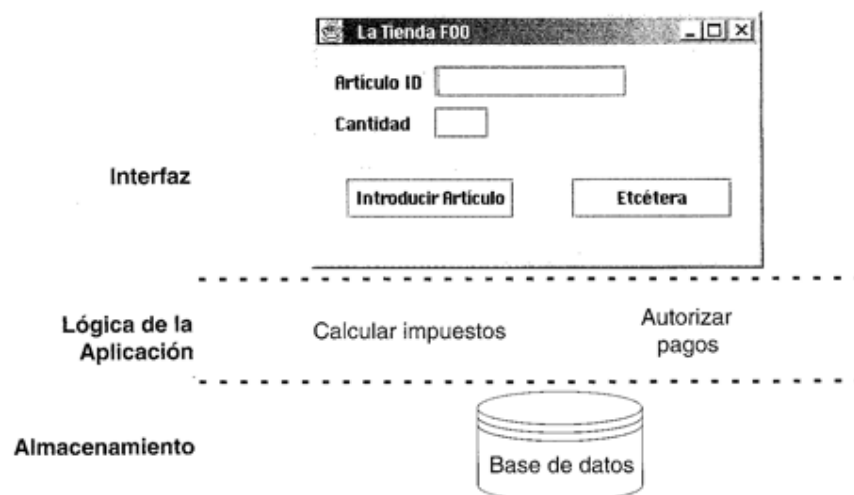 La Tienda FOO
Artículo ID
Cantidad
Interfaz
Introducir Artículo
Etcétera
Lógica de la
Aplicación
Calcular impuestos
Autorizar
pagos
Almacenamiento
Base de datos